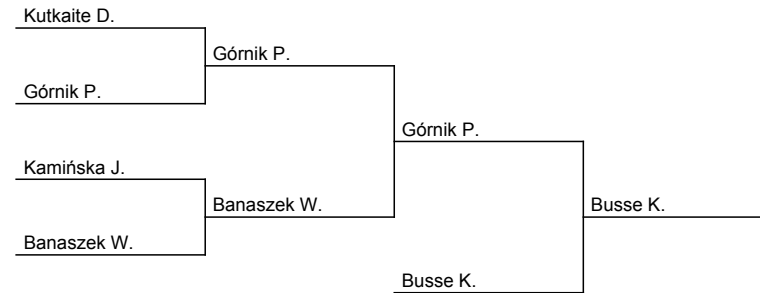 Kutkaite D.
Górnik P.
Górnik P.
Górnik P.
Kamińska J.
Banaszek W.
Busse K.
Banaszek W.
Busse K.